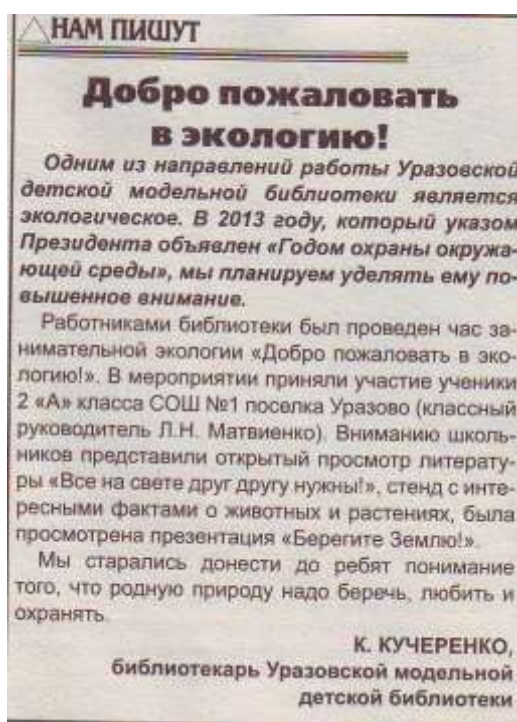 НАМ ПИШУТ
Добро пожаловать
в экологию!
Одним из направлений работы Уразовской
детской модельной библиотеки является
экологическое. В 2013 году, который указом
Президента объявлен «Годом охраны окружа-
ющей среды», мы планируем уделять ему по-
вышенное внимание.
Работниками библиотеки был проведен час за-
нимательной экологии «Добро пожаловать в эко-
логию!». В мероприятии приняли участие ученики
2 «А» класса СОШ №1 поселка Уразово (классный
руководитель Л.Н. Матвиенко). Вниманию школь-
ников представили открытый просмотр литерату-
ры «Все на свете друг другу нужны!», стенд с инте-
ресными фактами о животных и растениях, была
просмотрена презентация «Берегите Землю!».
Мы старались донести до ребят понимание
того, что родную природу надо беречь, любить и
охранять.
К. КУЧЕРЕНКО,
библиотекарь Уразовской модельной
детской библиотеки